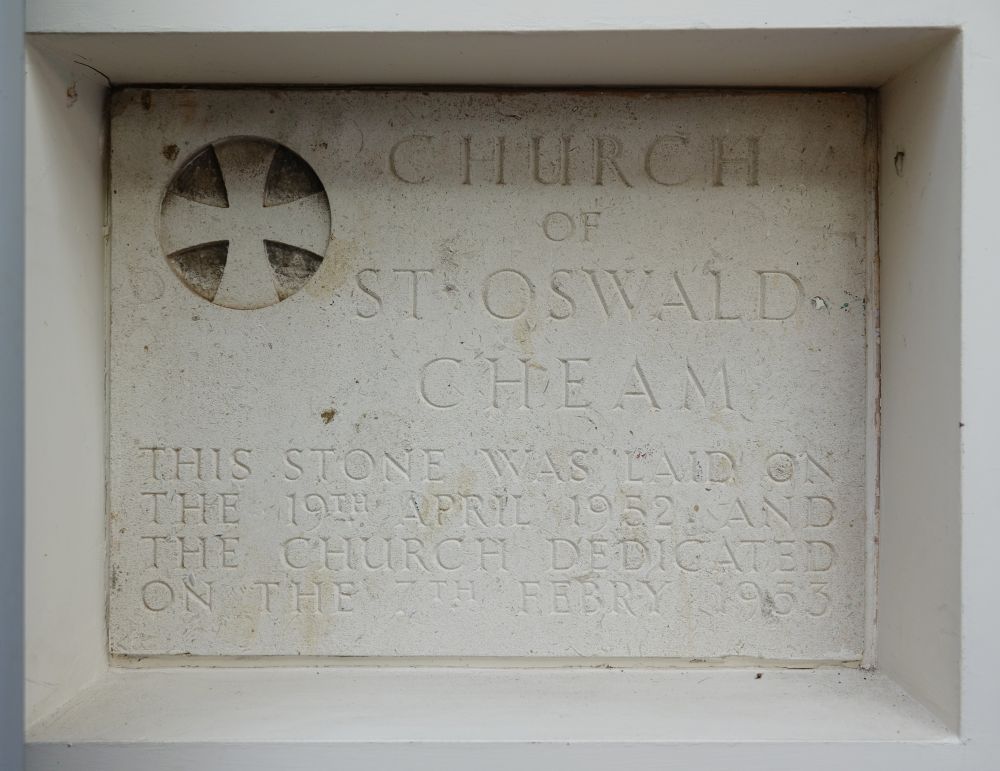 CHURCH
OF
ST OSWALD
CHEAM
THIS STONE WAS LAID ON
THE 19TH APRIL 1952 AND
THE CHURCH DEDICATED
ON THE 7TH FEBRY 1953